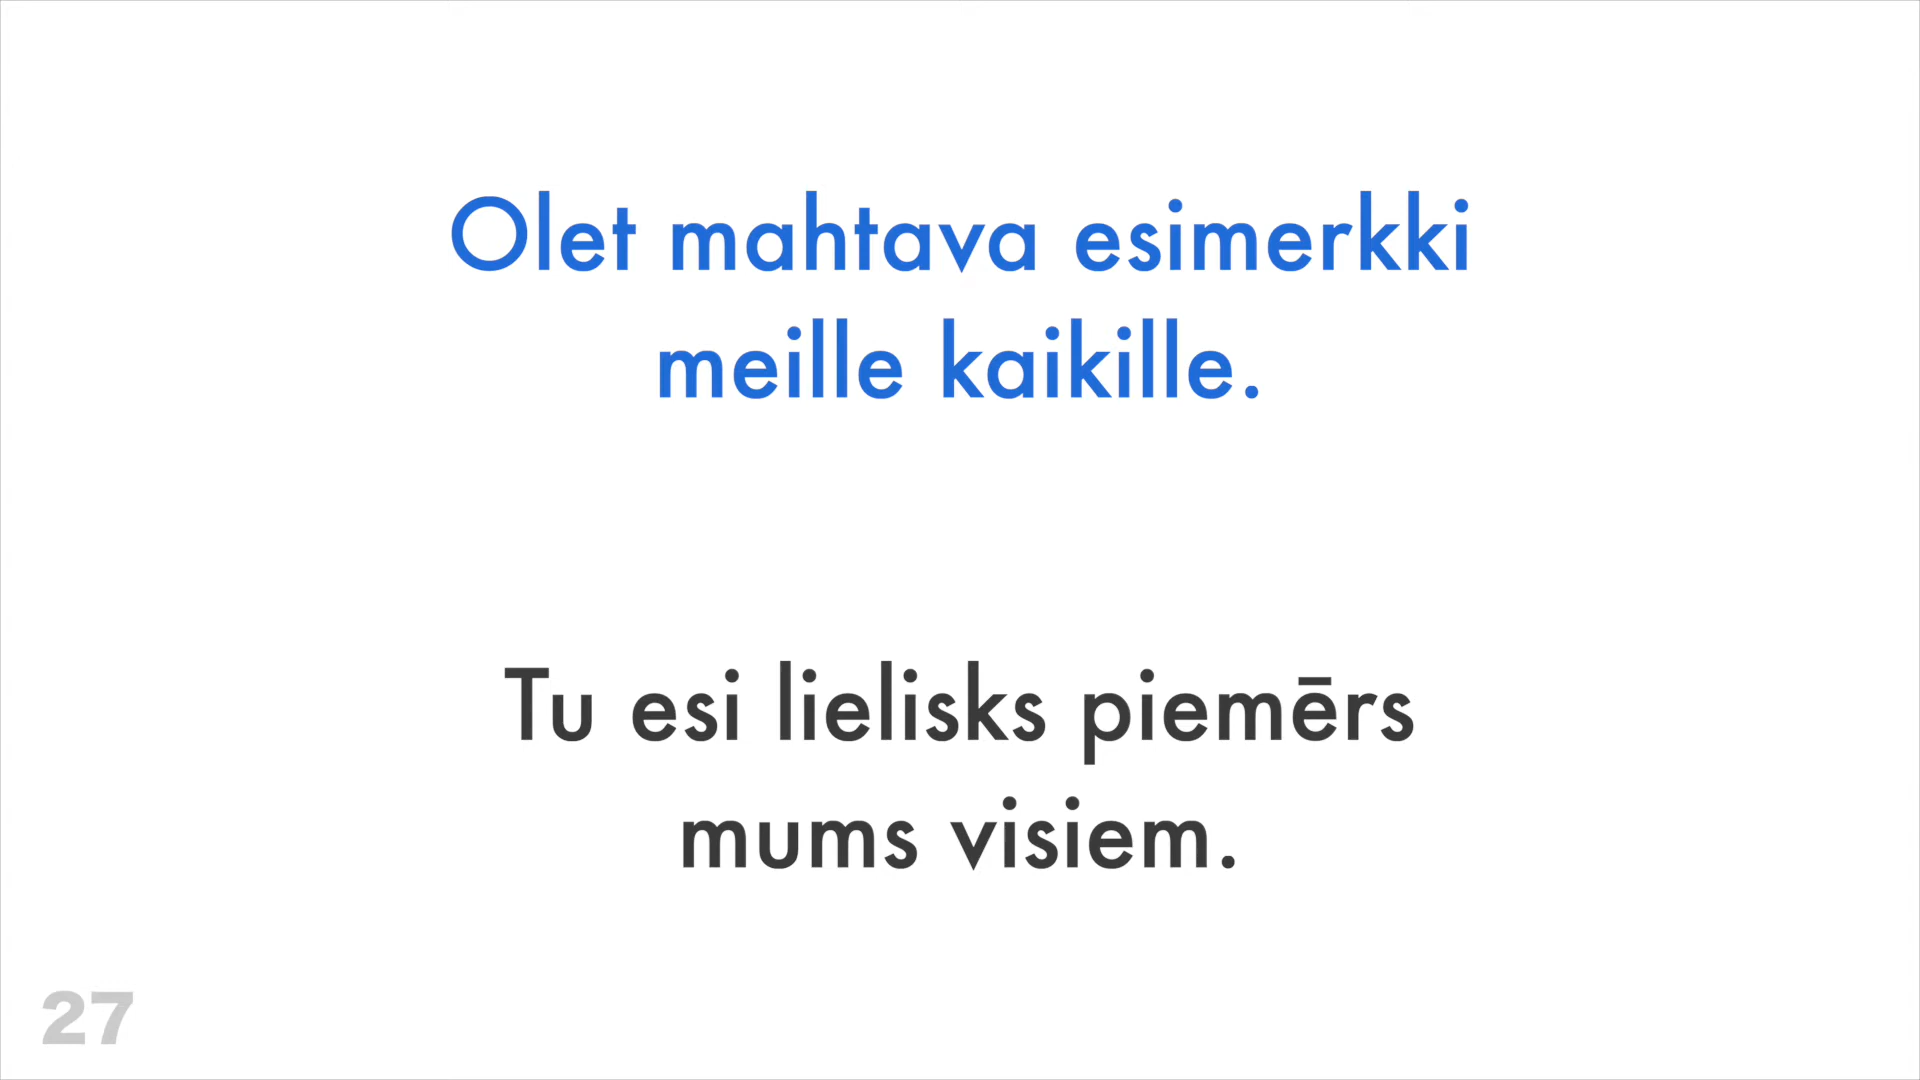 Olet mahtava esimerkki
meille kaikille.
Tu esi lielisks piemērs
mums visiem.
27